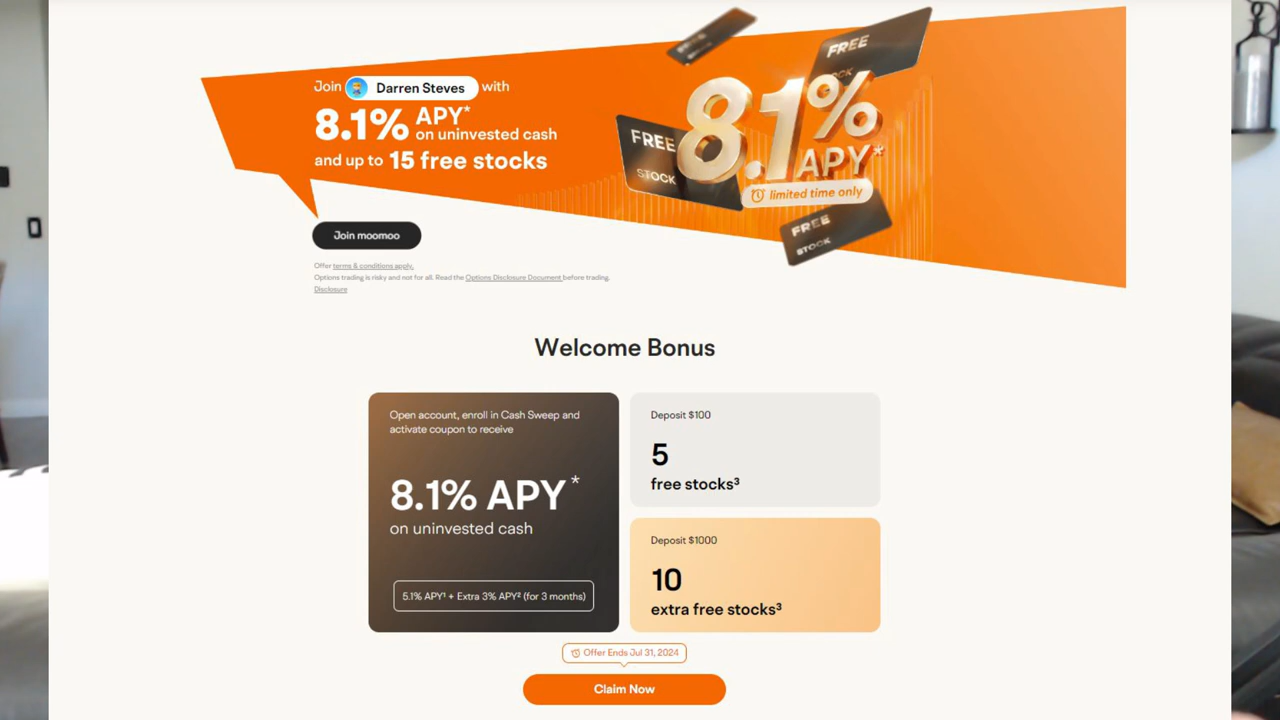 Join Darren Steves with
8.1% APY*
on uninvested cash
and up to 15 free stocks
Join moomoo
Offer terms & conditions apply.
Options trading is risky and not for all. Read the Options Disclosure Document before trading.
Disclosure
FREE
STOCK
8.1%
APY*
limited time only
FREE
CK
FREE
STOCK
Welcome Bonus
Open account, enroll in Cash Sweep and
activate coupon to receive
8.1% APY*
on uninvested cash
5.1% APY¹ + Extra 3% APY² (for 3 months)
Deposit $100
5
free stocks³
Deposit $1000
10
extra free stocks³
Offer Ends Jul 31, 2024
Claim Now